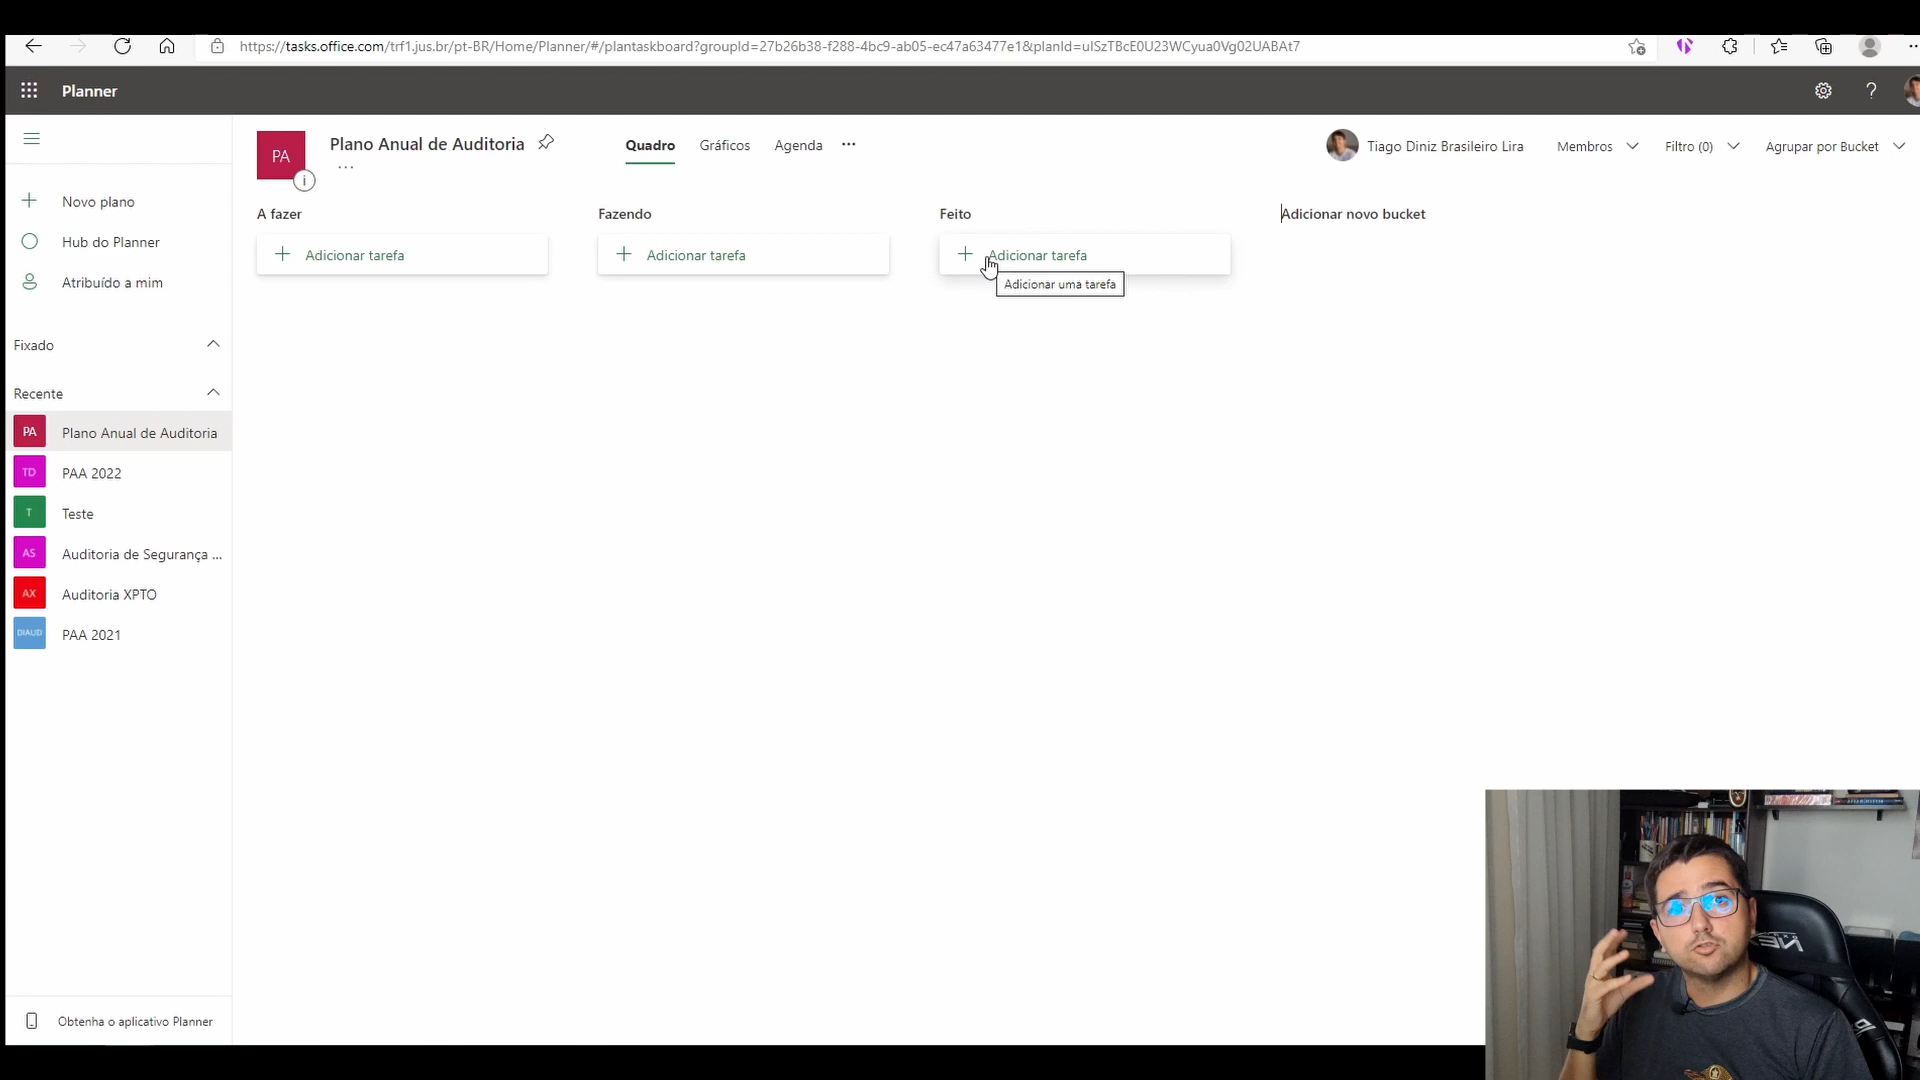 https://tasks.office.com/trf1.jus.br/pt-BR/Home/Planner/#/plantaskboard?groupId=27b26b38-f288-4bc9-ab05-ec47a63477e1&planId=uISzTBcE0U23WCyua0Vg02UABAt7
Planner
?
PA
Plano Anual de Auditoria
Quadro
Gráficos
Agenda
Tiago Diniz Brasileiro Lira
Membros
Filtro (0)
Agrupar por Bucket
Novo plano
Hub do Planner
Atribuído a mim
Fixado
Recente
PA Plano Anual de Auditoria
TD PAA 2022
T Teste
AS Auditoria de Segurança ...
AX Auditoria XPTO
DIAUD PAA 2021
Obtenha o aplicativo Planner
A fazer
Adicionar tarefa
Fazendo
Adicionar tarefa
Feito
Adicionar tarefa
Adicionar uma tarefa
Adicionar novo bucket